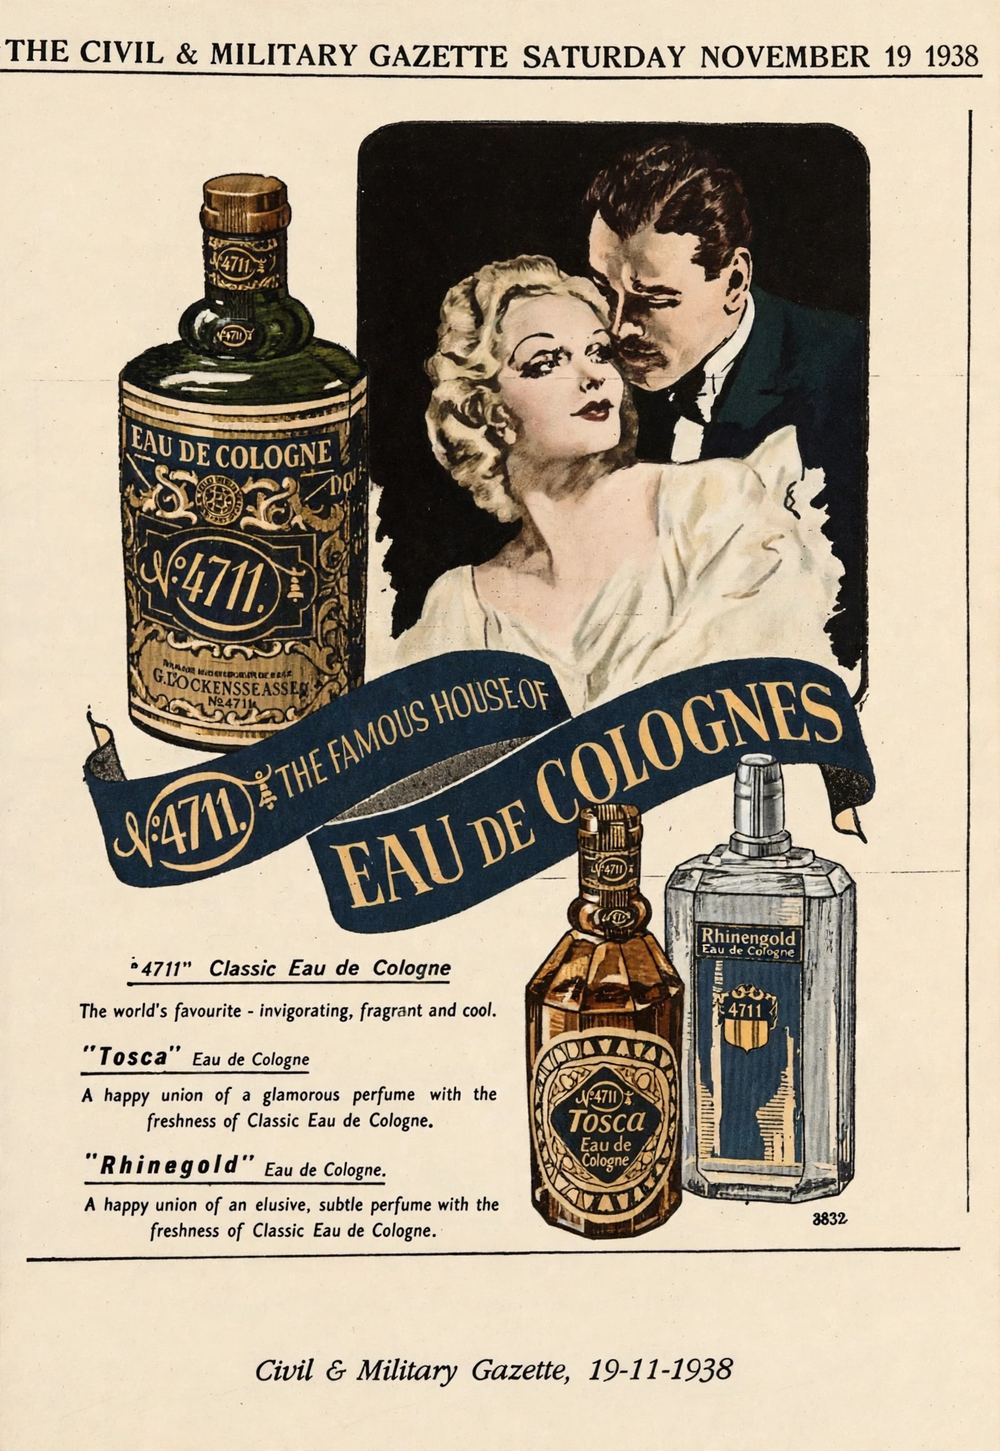 THE CIVIL & MILITARY GAZETTE SATURDAY NOVEMBER 19 1938
Nº4711
Nº4711
EAU DE COLOGNE
Nº4711.
Nº4711
THE FAMOUS HOUSE OF
Nº4711.
EAU DE COLOGNES
Nº4711
Rhinengold
Eau de Cologne
4711
"4711" Classic Eau de Cologne
The world's favourite - invigorating, fragrant and cool.
"Tosca" Eau de Cologne
A happy union of a glamorous perfume with the
freshness of Classic Eau de Cologne.
"Rhinegold" Eau de Cologne.
A happy union of an elusive, subtle perfume with the
freshness of Classic Eau de Cologne.
Nº4711
Tosca
Eau de
Cologne
3832
Civil & Military Gazette, 19-11-1938